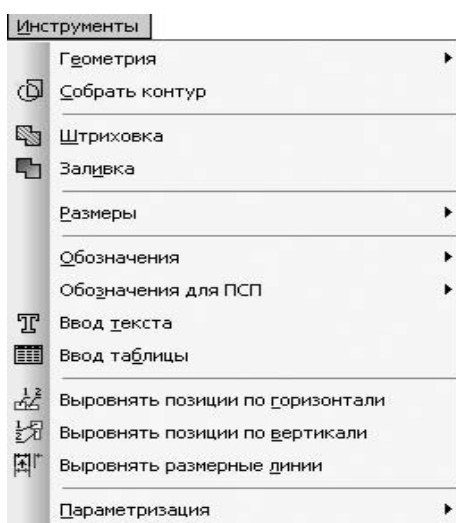 Инструменты
Геометрия
Собрать контур
Штриховка
Заливка
Размеры
Обозначения
Обозначения для ПСП
Ввод текста
Ввод таблицы
Выровнять позиции по горизонтали
Выровнять позиции по вертикали
Выровнять размерные линии
Параметризация